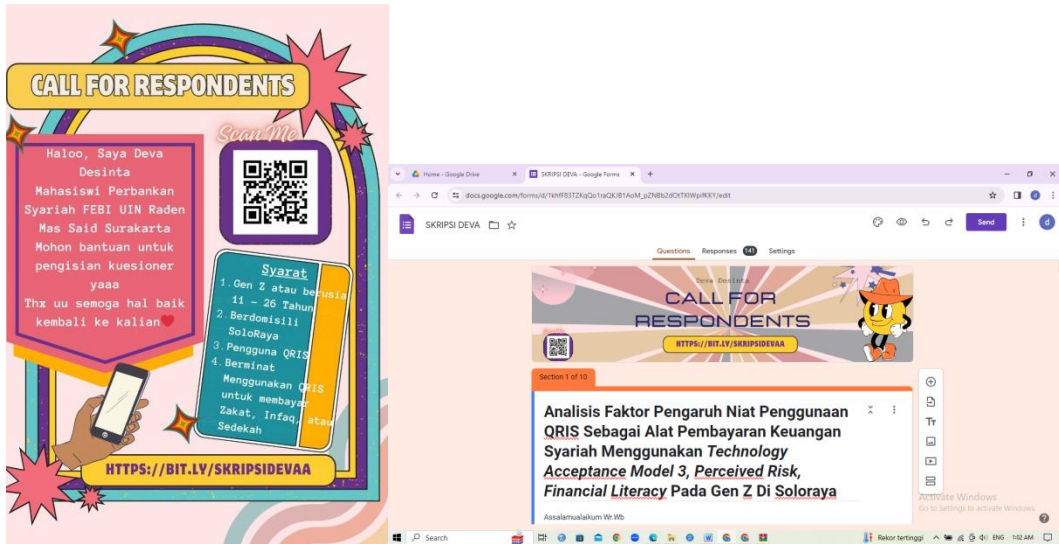 CALL FOR RESPONDENTS
Scan Me
Haloo, Saya Deva
Desinta
Mahasiswi Perbankan
Syariah FEBI UIN Raden
Mas Said Surakarta
Mohon bantuan untuk
pengisian kuesioner
yaaa
Thx uu semoga hal baik
kembali ke kalian
Syarat
1. Gen Z atau berusia
11 - 26 Tahun
2. Berdomisili
SoloRaya
3. Pengguna QRIS
4. Berminat
Menggunakan QRIS
untuk membayar
Zakat, Infaq, atau
Sedekah
HTTPS://BIT.LY/SKRIPSIDEVAA
Home - Google Drive
SKRIPSI DEVA - Google Forms
SKRIPSI DEVA
Send
d
Questions
Responses 141
Settings
Deva Desinta
CALL FOR
RESPONDENTS
HTTPS://BIT.LY/SKRIPSIDEVAA
Section 1 of 10
Analisis Faktor Pengaruh Niat Penggunaan
QRIS Sebagai Alat Pembayaran Keuangan
Syariah Menggunakan Technology
Acceptance Model 3, Perceived Risk,
Financial Literacy Pada Gen Z Di Soloraya
Assalamualaikum Wr.Wb
Activate Windows
Go to Settings to activate Windows.
Search
Rekor tertinggi
ENG
1:02 AM